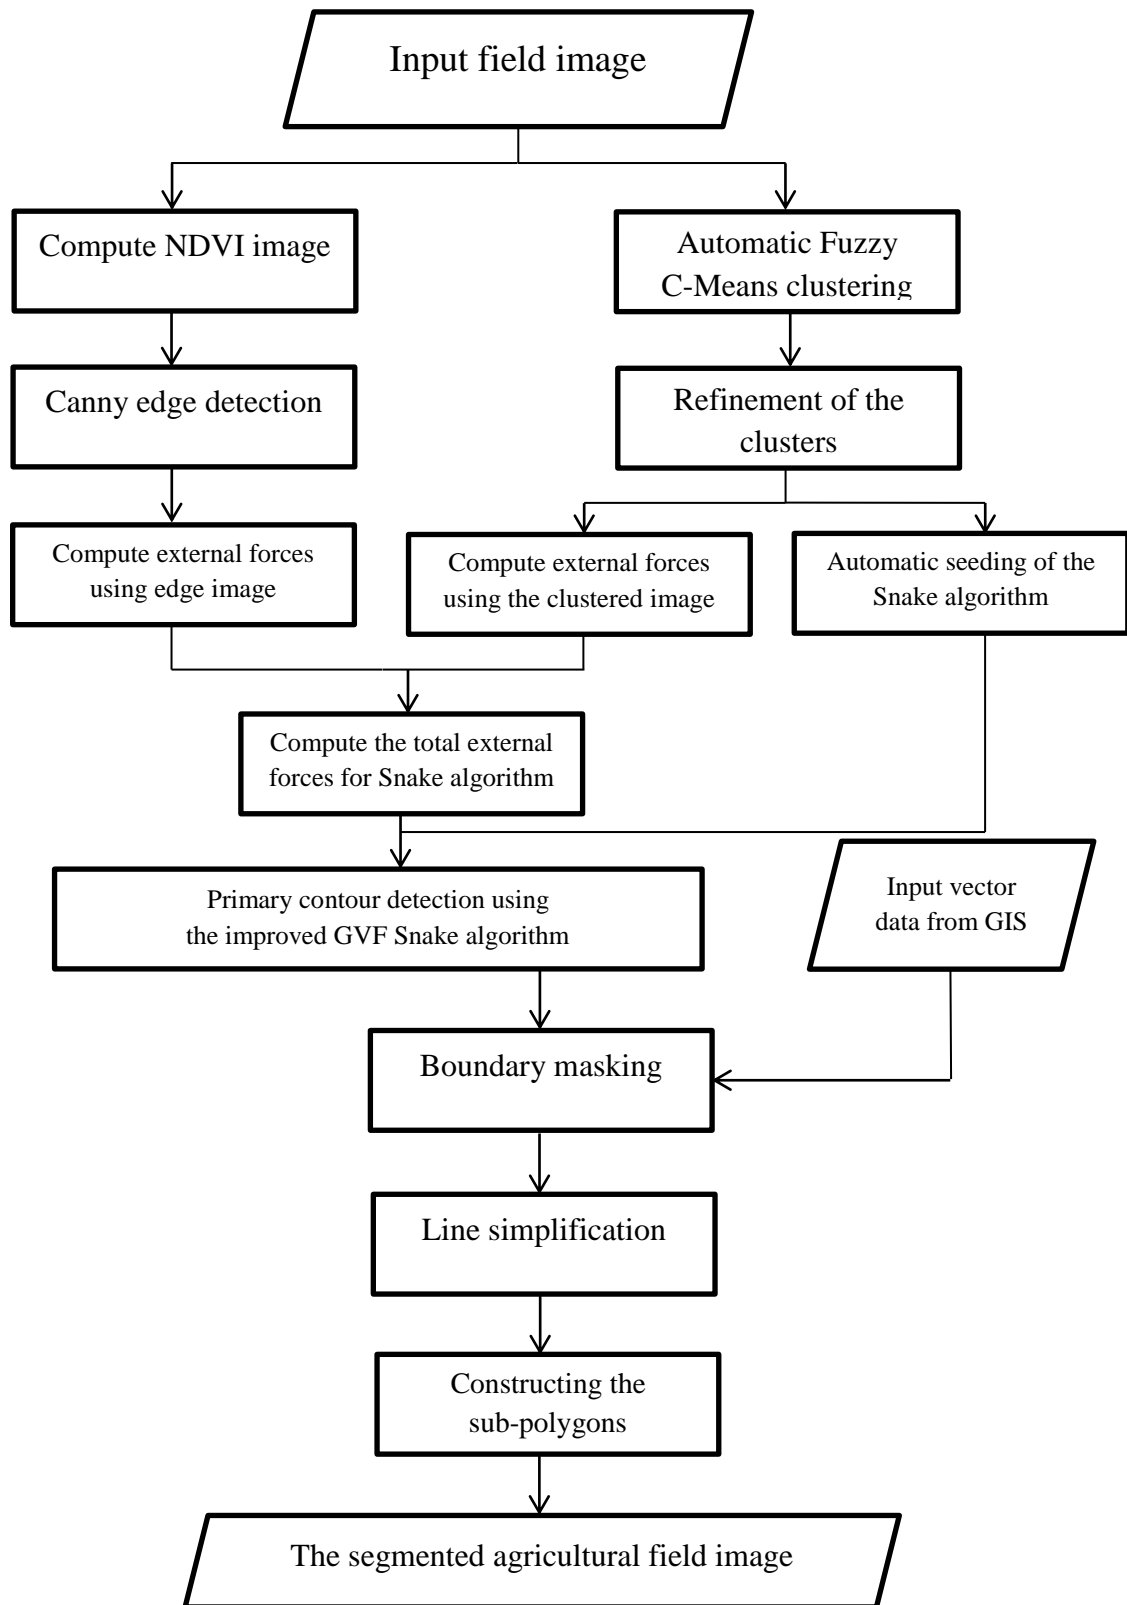 Input field image
Compute NDVI image
Automatic Fuzzy
C-Means clustering
Canny edge detection
Refinement of the
clusters
Compute external forces
using edge image
Compute external forces
using the clustered image
Automatic seeding of the
Snake algorithm
Compute the total external
forces for Snake algorithm
Primary contour detection using
the improved GVF Snake algorithm
Input vector
data from GIS
Boundary masking
Line simplification
Constructing the
sub-polygons
The segmented agricultural field image